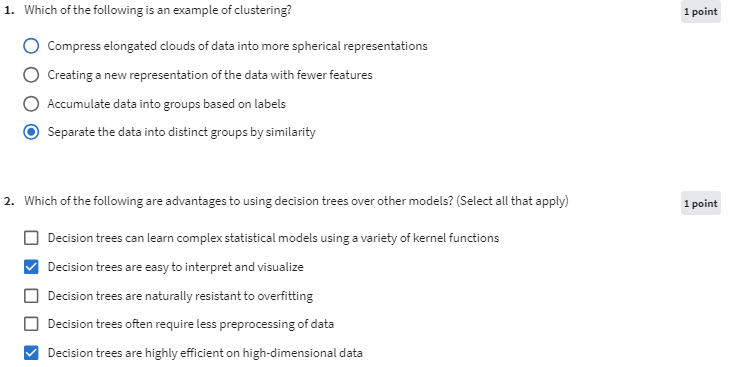 1. Which of the following is an example of clustering?
1 point
Compress elongated clouds of data into more spherical representations
Creating a new representation of the data with fewer features
Accumulate data into groups based on labels
Separate the data into distinct groups by similarity
2. Which of the following are advantages to using decision trees over other models? (Select all that apply)
1 point
Decision trees can learn complex statistical models using a variety of kernel functions
Decision trees are easy to interpret and visualize
Decision trees are naturally resistant to overfitting
Decision trees often require less preprocessing of data
Decision trees are highly efficient on high-dimensional data